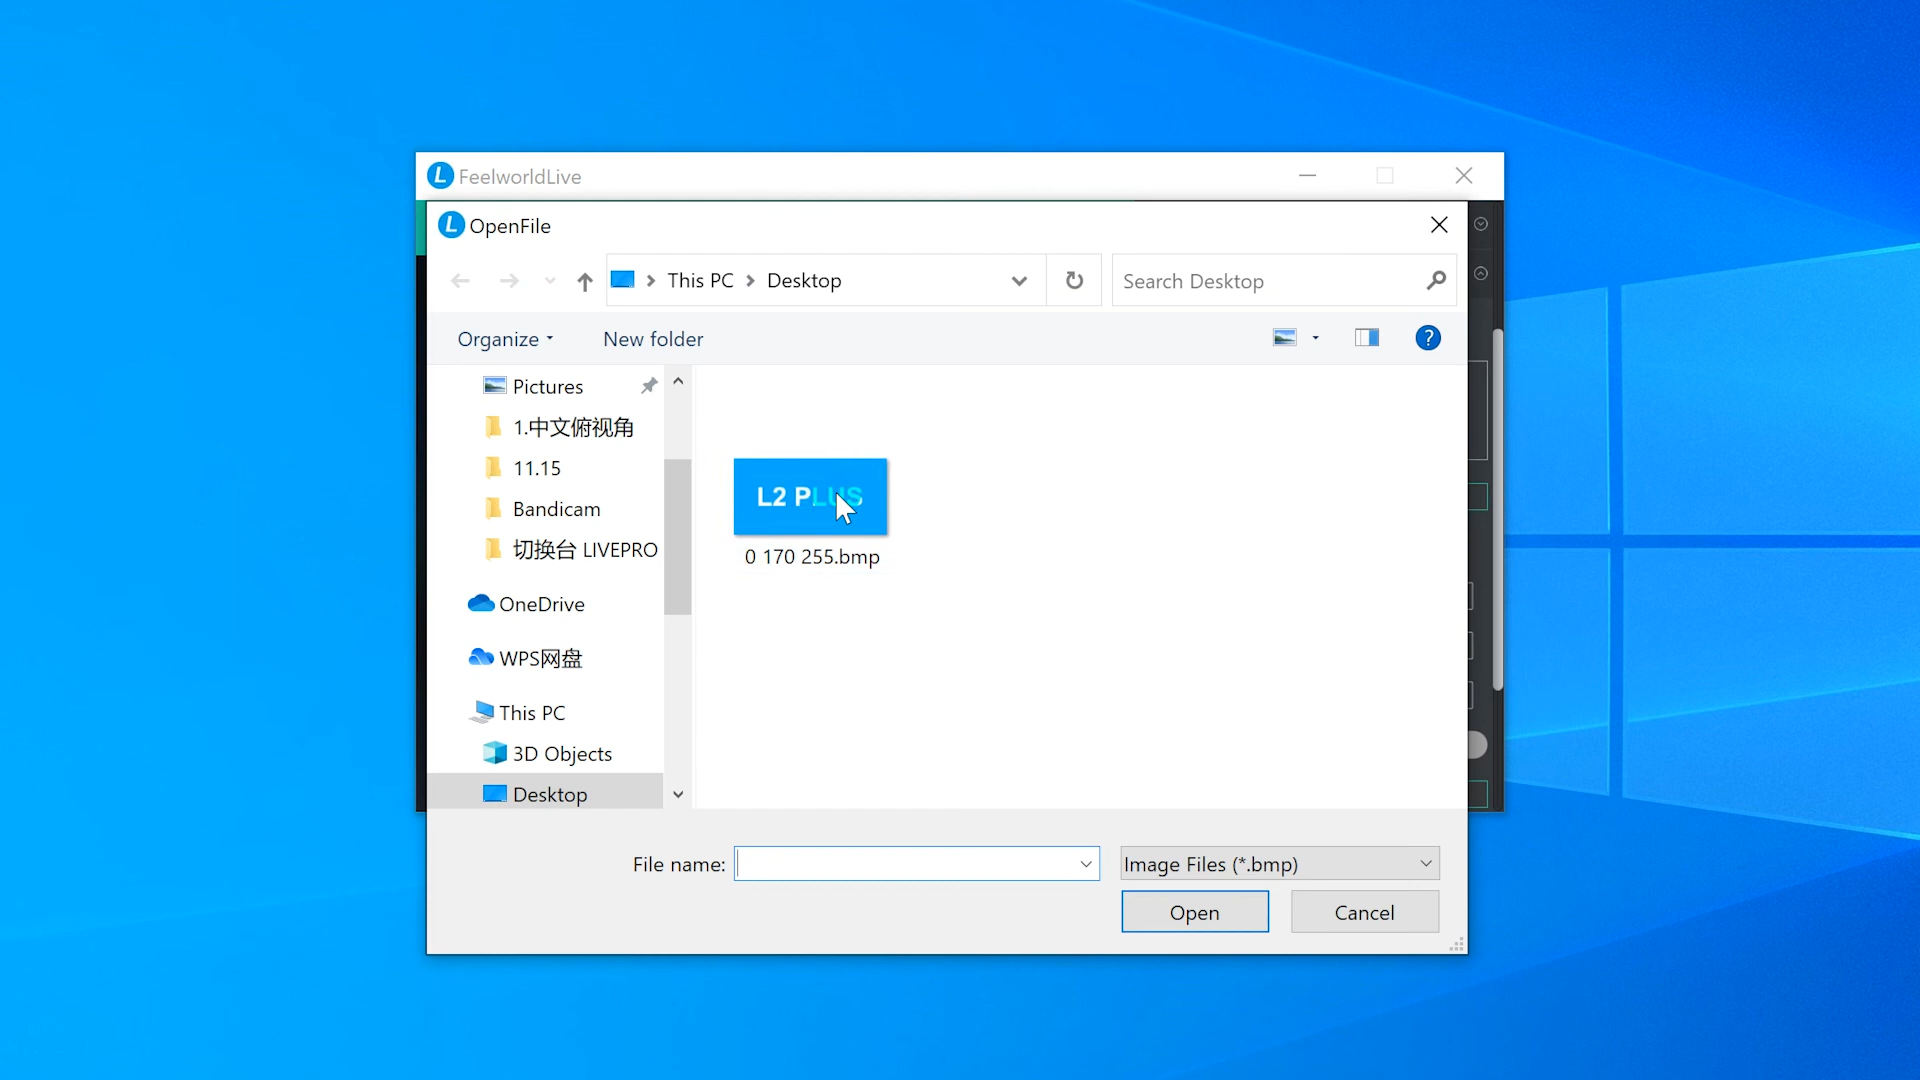 L FeelworldLive
L OpenFile
This PC > Desktop
Search Desktop
Organize
New folder
?
Pictures
1.中文俯视角
11.15
Bandicam
切换台 LIVEPRO
OneDrive
WPS网盘
This PC
3D Objects
Desktop
L2 PLUS
0 170 255.bmp
File name:
Image Files (*.bmp)
Open
Cancel